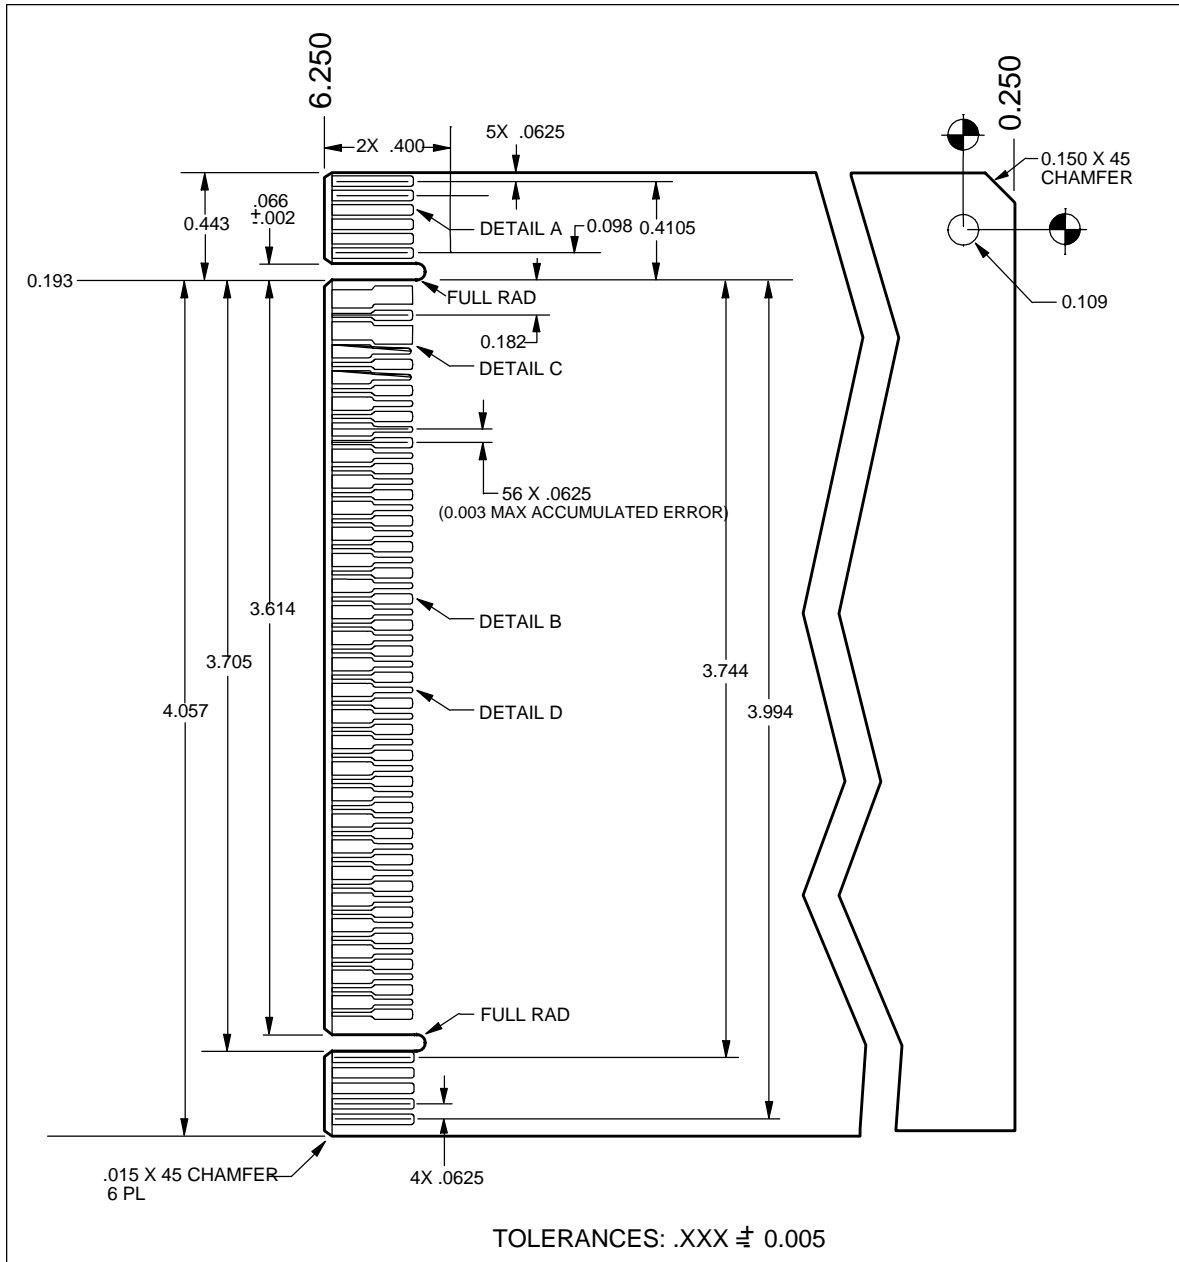 6.250
0.250
5X .0625
2X .400
0.150 X 45
CHAMFER
.066
±.002
0.443
DETAIL A
0.098
0.4105
0.193
FULL RAD
0.109
0.182
DETAIL C
56 X .0625
(0.003 MAX ACCUMULATED ERROR)
3.614
DETAIL B
3.705
3.744
4.057
DETAIL D
3.994
FULL RAD
.015 X 45 CHAMFER
6 PL
4X .0625
TOLERANCES: .XXX ± 0.005